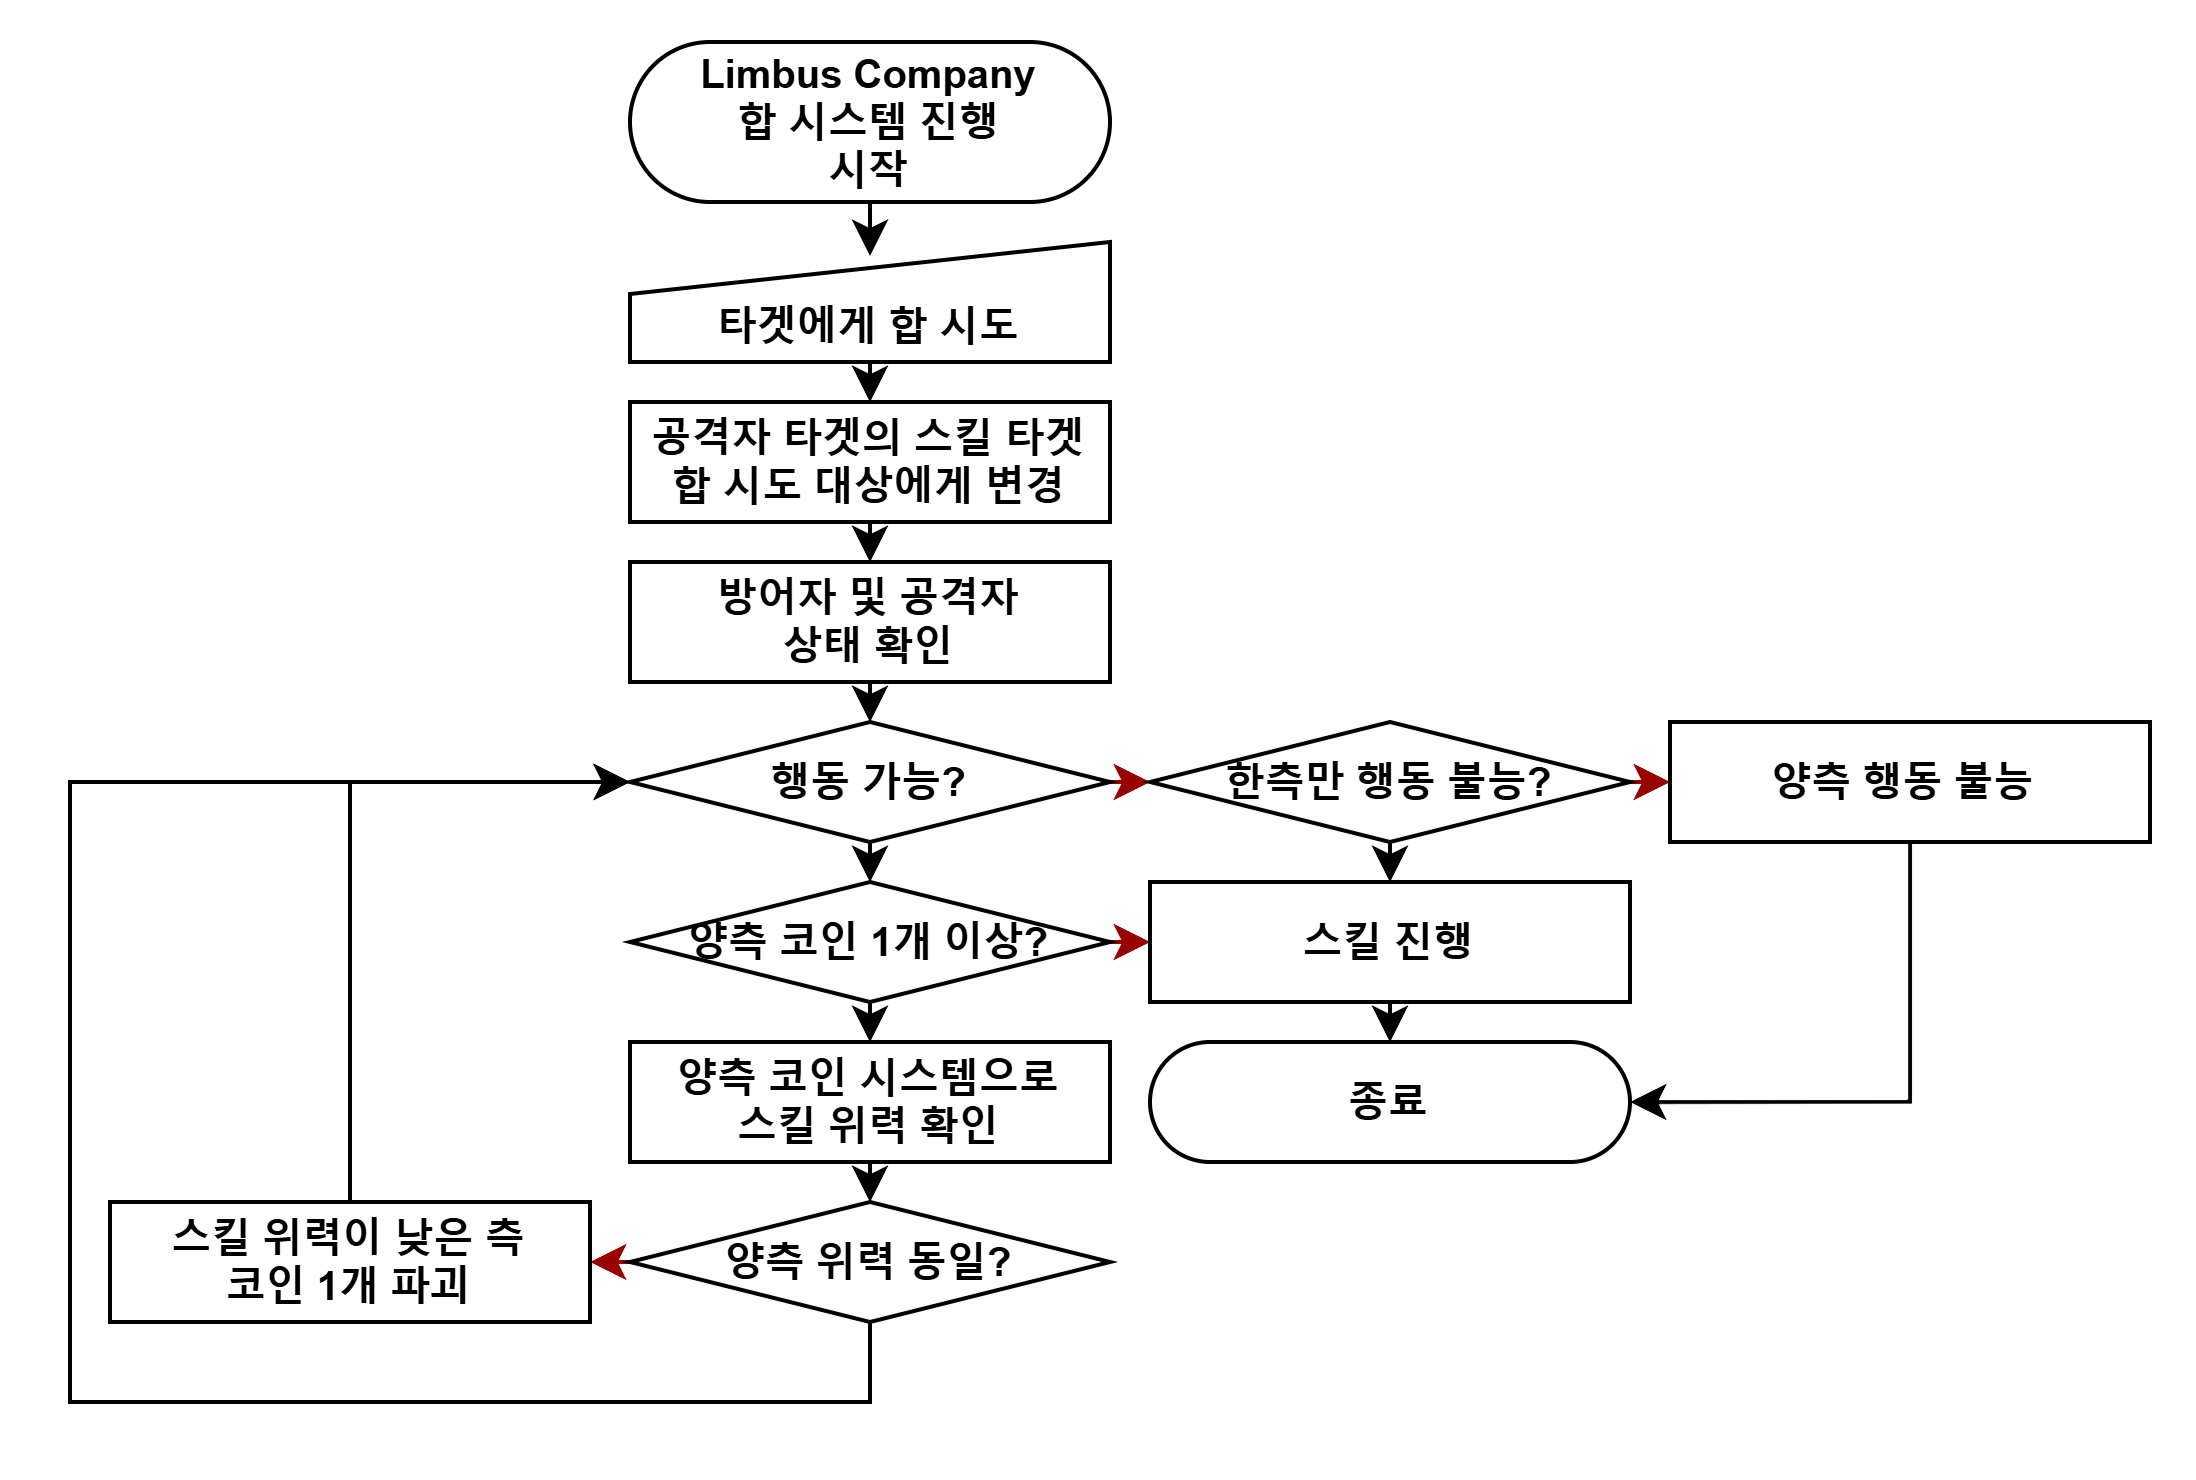 Limbus Company
합 시스템 진행
시작
타겟에게 합 시도
공격자 타겟의 스킬 타겟
합 시도 대상에게 변경
방어자 및 공격자
상태 확인
행동 가능?
한측만 행동 불능?
양측 행동 불능
양측 코인 1개 이상?
스킬 진행
양측 코인 시스템으로
스킬 위력 확인
종료
스킬 위력이 낮은 측
코인 1개 파괴
양측 위력 동일?